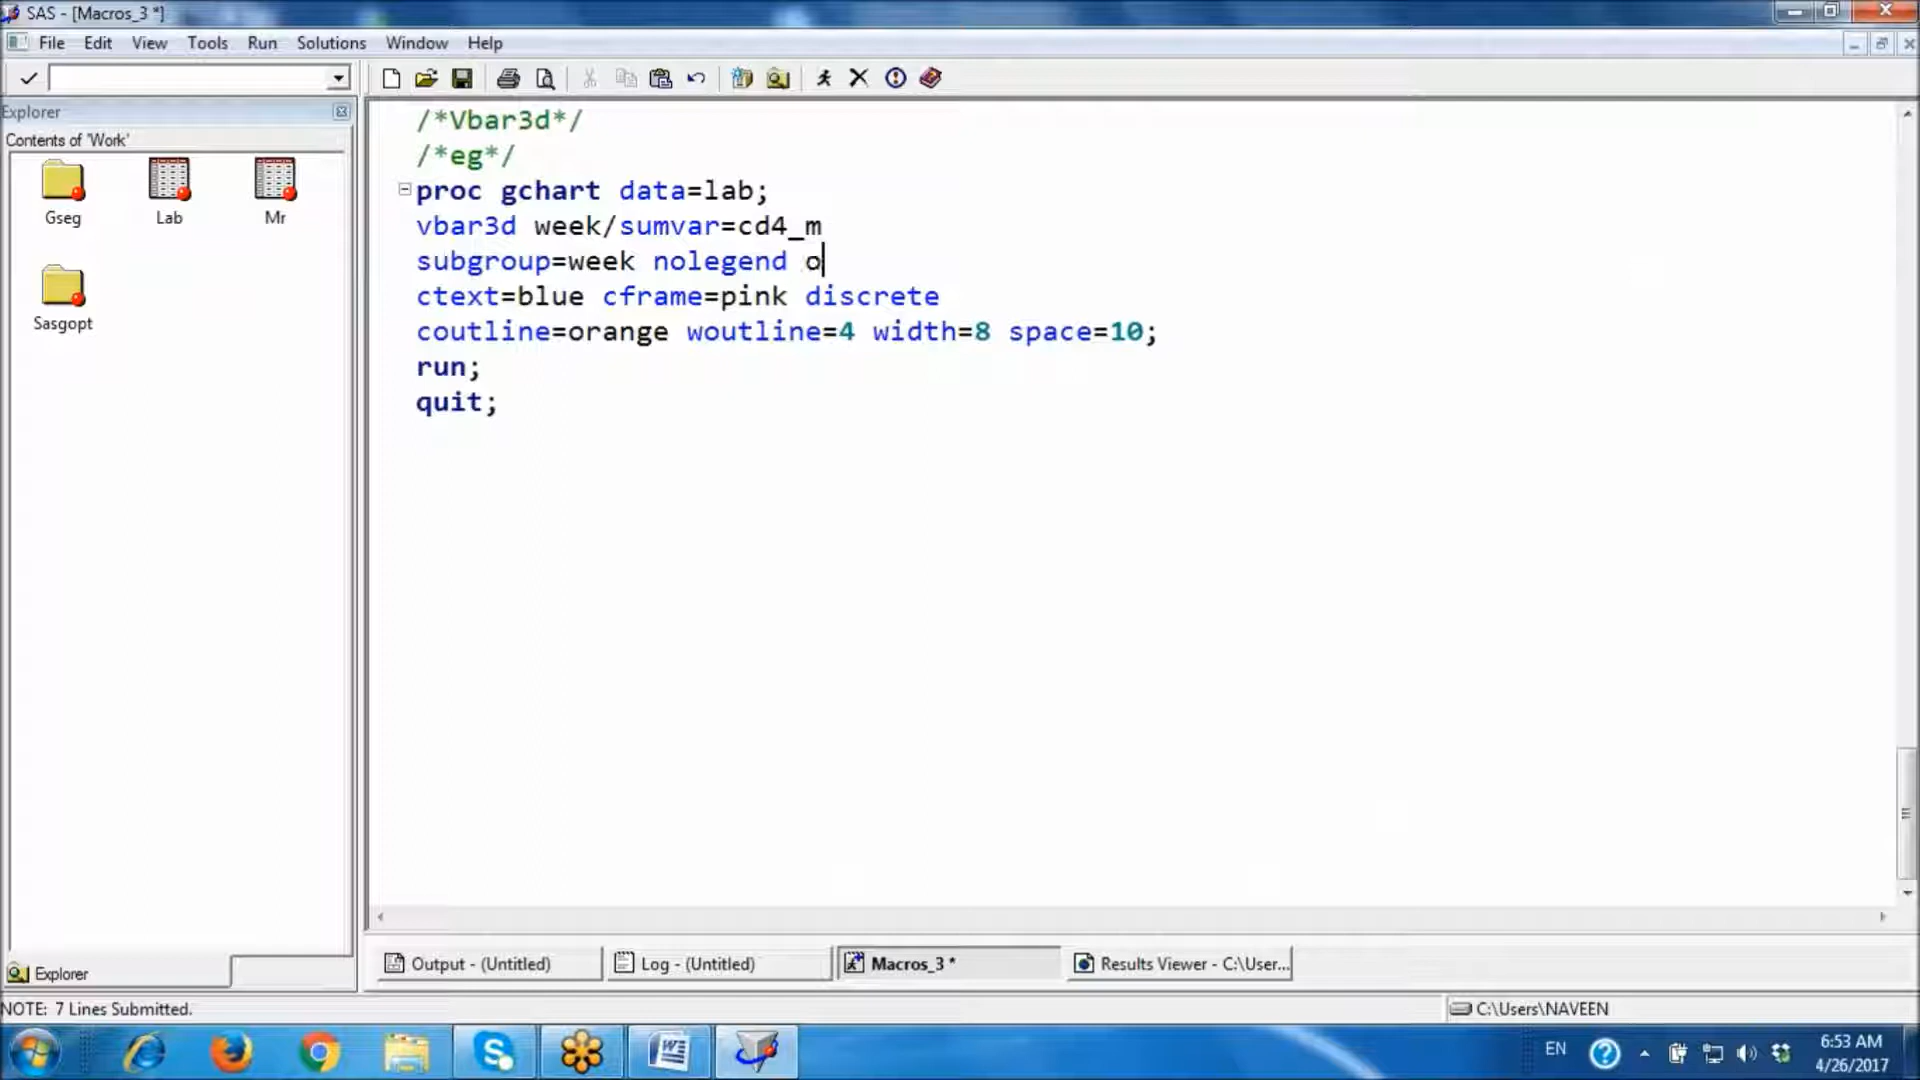 SAS - [Macros_3 *]
File Edit View Tools Run Solutions Window Help
Explorer
Contents of 'Work'
Gseg Lab Mr
Sasgopt
/*Vbar3d*/
/*eg*/
proc gchart data=lab;
vbar3d week/sumvar=cd4_m
subgroup=week nolegend o
ctext=blue cframe=pink discrete
coutline=orange woutline=4 width=8 space=10;
run;
quit;
Explorer
Output - (Untitled) Log - (Untitled) Macros_3 * Results Viewer - C:\User...
NOTE: 7 Lines Submitted.
C:\Users\NAVEEN
EN
6:53 AM
4/26/2017